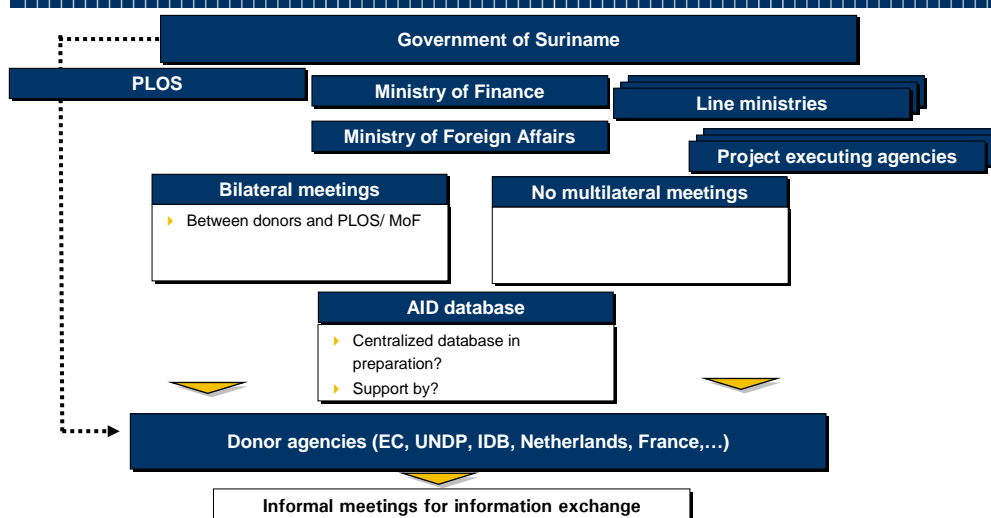 Government of Suriname
PLOS
Ministry of Finance
Line ministries
Ministry of Foreign Affairs
Project executing agencies
Bilateral meetings
Between donors and PLOS/ MoF
No multilateral meetings
AID database
Centralized database in
preparation?
Support by?
Donor agencies (EC, UNDP, IDB, Netherlands, France,…)
Informal meetings for information exchange